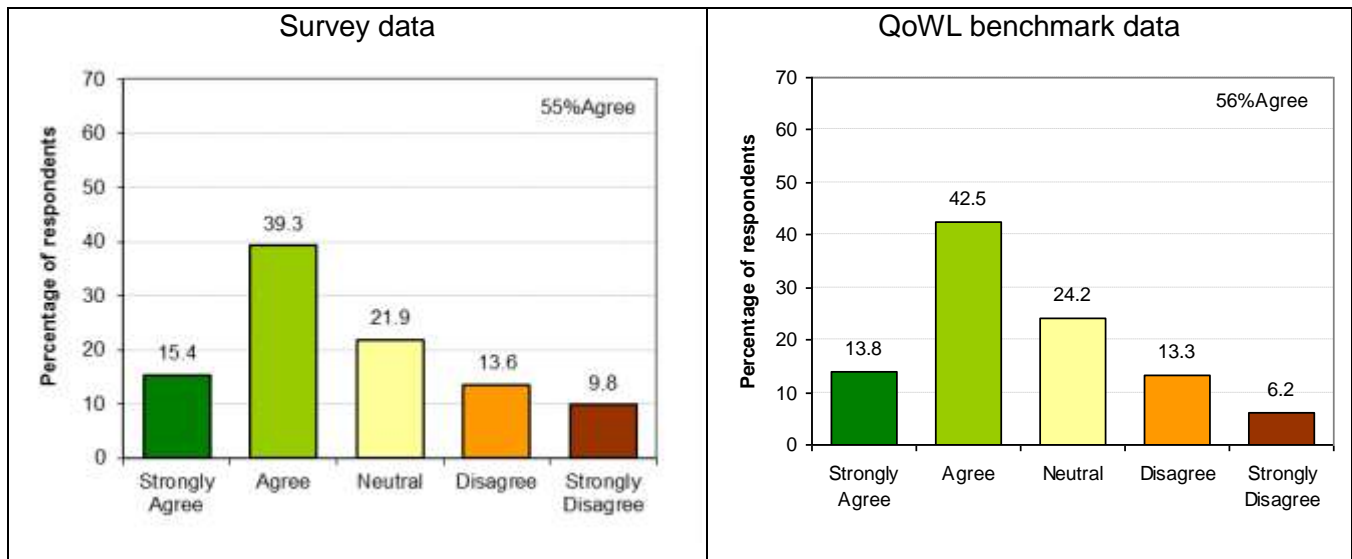 Survey data
55%Agree
Percentage of respondents
70
60
50
40
30
20
10
0
15.4
39.3
21.9
13.6
9.8
Strongly
Agree
Agree
Neutral
Disagree
Strongly
Disagree
QoWL benchmark data
56%Agree
Percentage of respondents
70
60
50
40
30
20
10
0
13.8
42.5
24.2
13.3
6.2
Strongly
Agree
Agree
Neutral
Disagree
Strongly
Disagree